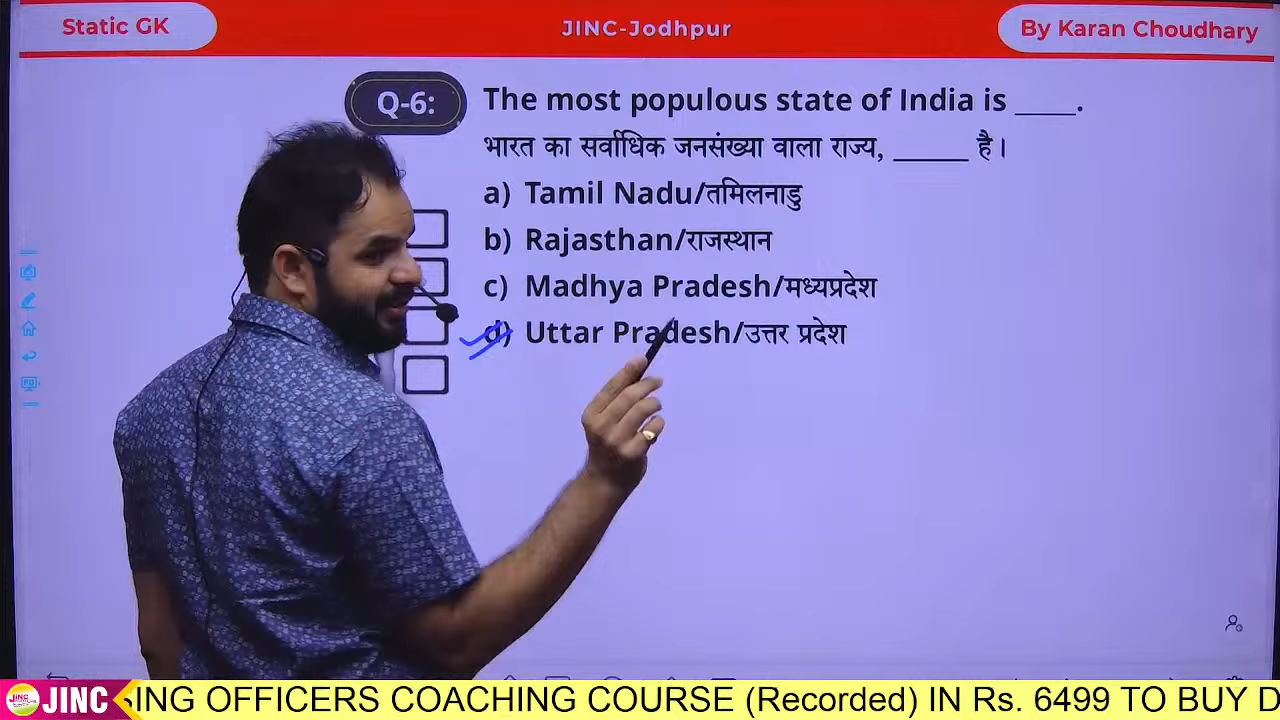 Static GK
JINC-Jodhpur
By Karan Choudhary
Q-6:
The most populous state of India is ____.
भारत का सर्वाधिक जनसंख्या वाला राज्य, _____ है।
a) Tamil Nadu/तमिलनाडु
b) Rajasthan/राजस्थान
c) Madhya Pradesh/मध्यप्रदेश
d) Uttar Pradesh/उत्तर प्रदेश
JINC
ING OFFICERS COACHING COURSE (Recorded) IN Rs. 6499 TO BUY D